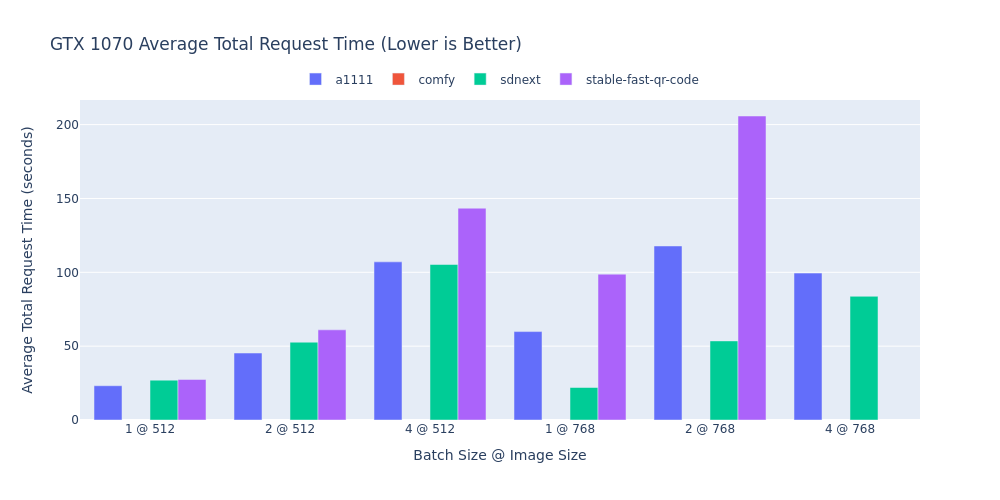 GTX 1070 Average Total Request Time (Lower is Better)
a1111 comfy sdnext stable-fast-qr-code
Average Total Request Time (seconds)
200
150
100
50
0
1 @ 512 2 @ 512 4 @ 512 1 @ 768 2 @ 768 4 @ 768
Batch Size @ Image Size